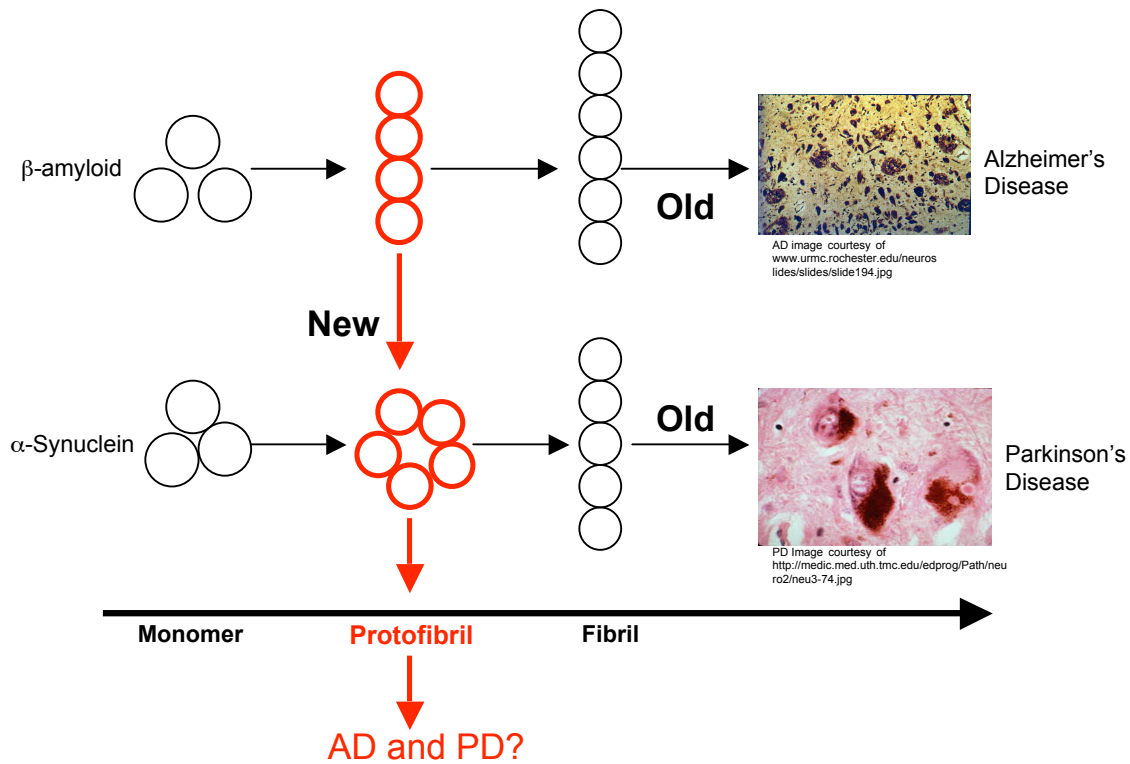 β-amyloid
Old
Alzheimer's
Disease
AD image courtesy of
www.urmc.rochester.edu/neuros
lides/slides/slide194.jpg
New
α-Synuclein
Old
Parkinson's
Disease
PD Image courtesy of
http://medic.med.uth.tmc.edu/edprog/Path/neu
ro2/neu3-74.jpg
Monomer
Protofibril
Fibril
AD and PD?